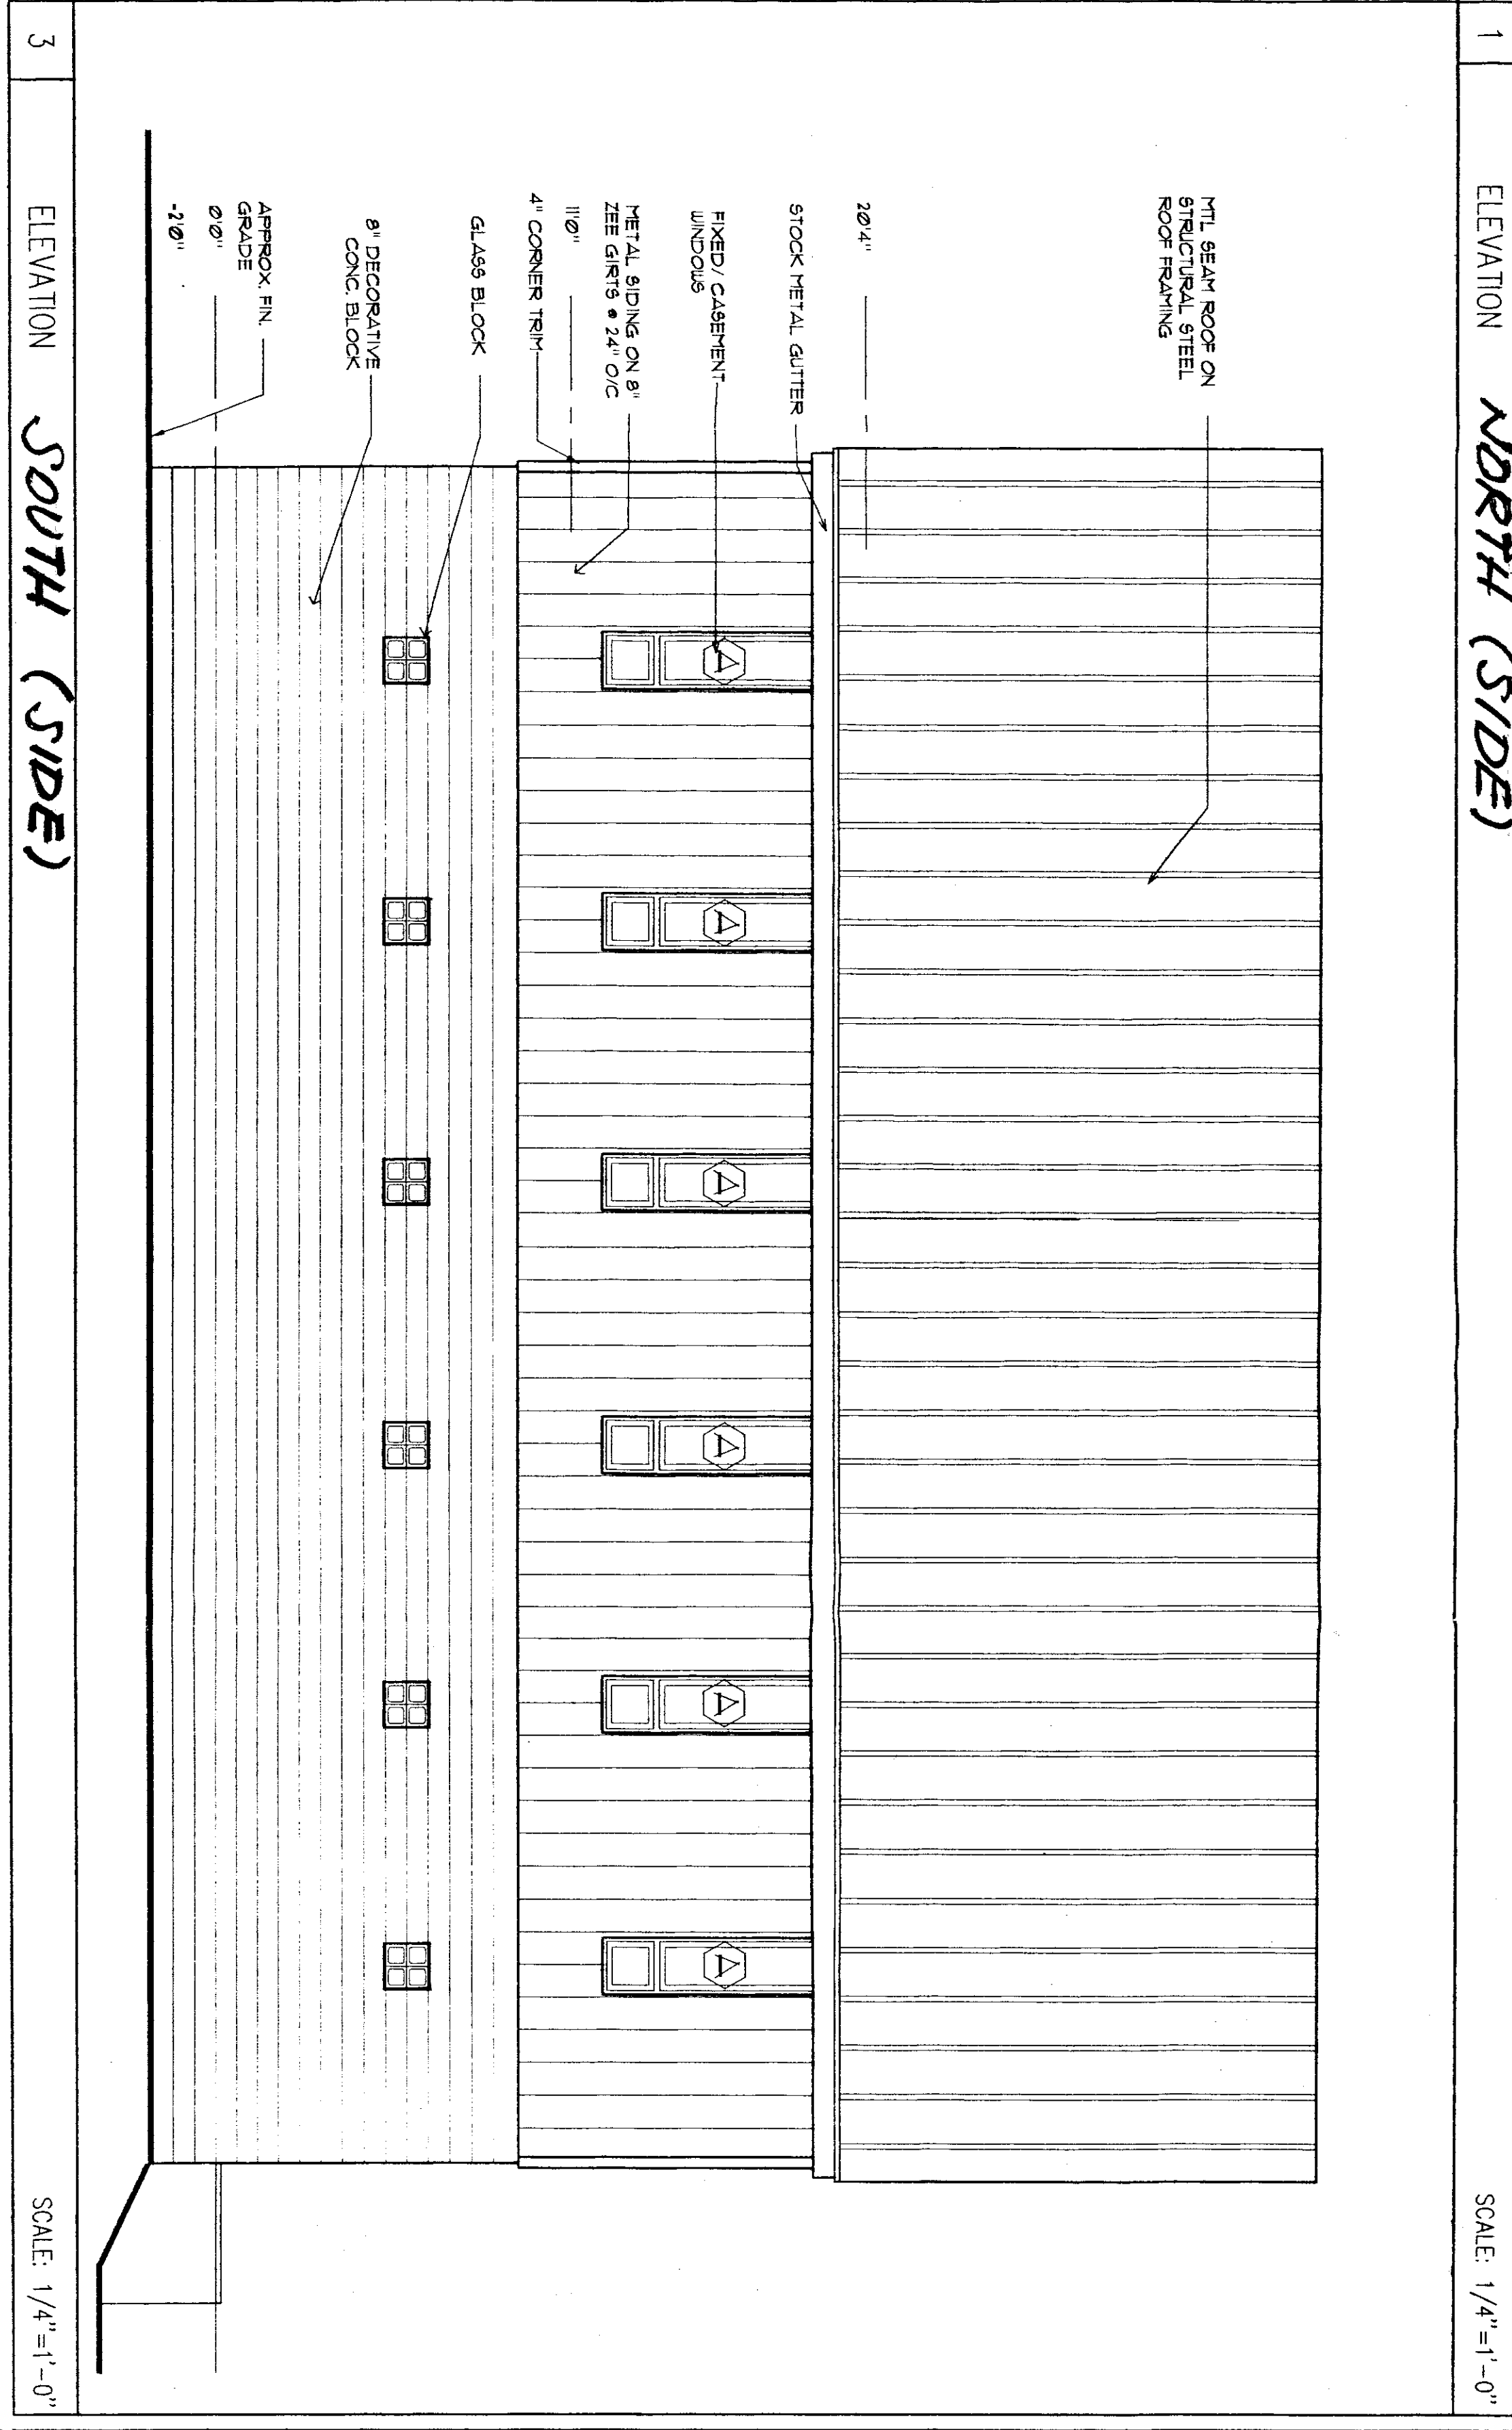 1
ELEVATION NORTH (SIDE)
SCALE: 1/4"=1'-0"
MTL SEAM ROOF ON
STRUCTURAL STEEL
ROOF FRAMING
20'4"
STOCK METAL GUTTER
FIXED/ CASEMENT
WINDOWS
A
A
A
A
A
A
METAL SIDING ON 8"
ZEE GIRTS @ 24" O/C
11'0"
4" CORNER TRIM
GLASS BLOCK
8" DECORATIVE
CONC. BLOCK
APPROX. FIN.
GRADE
0'0"
-2'0"
3
ELEVATION SOUTH (SIDE)
SCALE: 1/4"=1'-0"